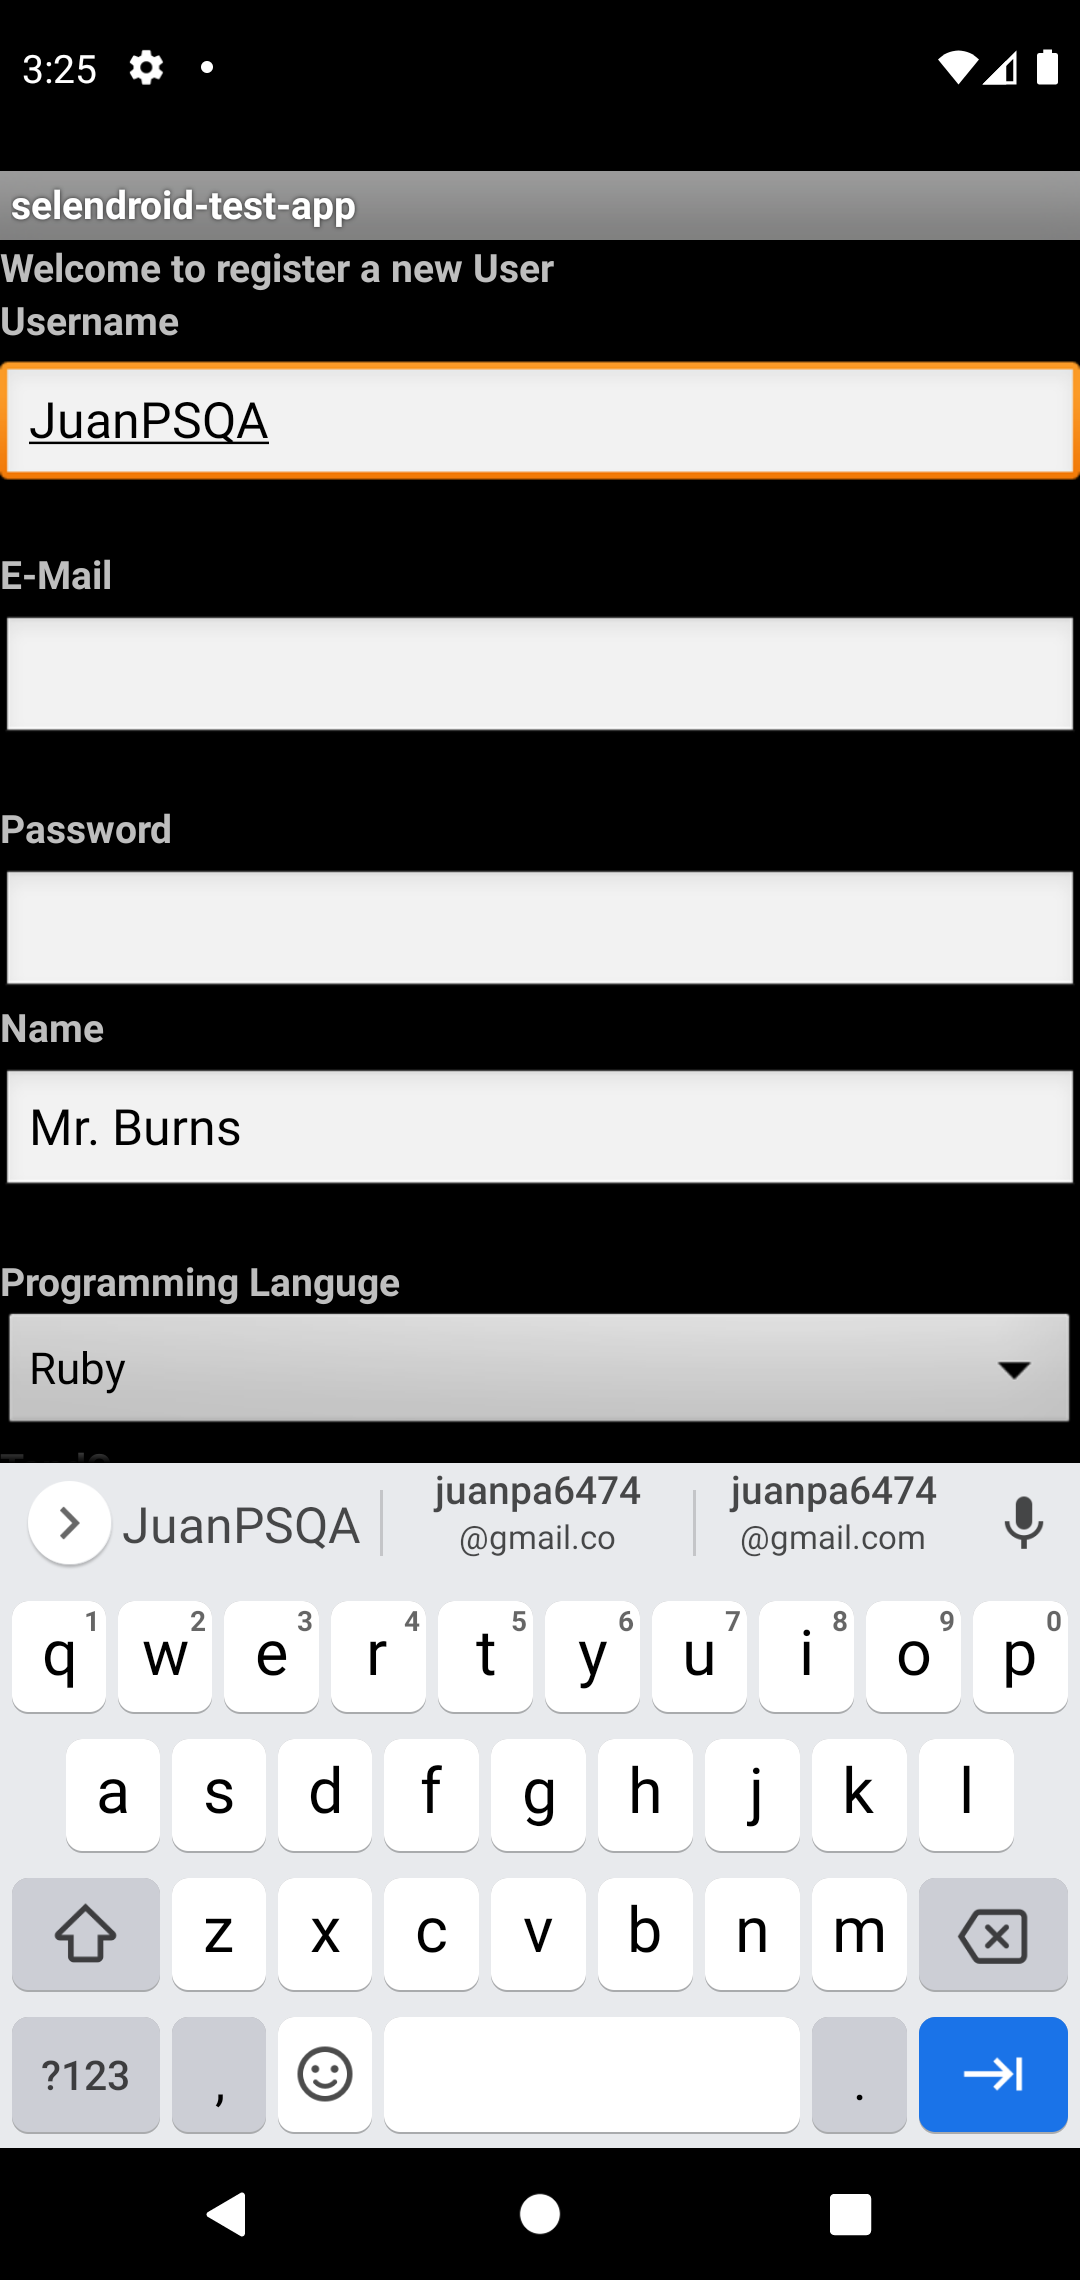 3:25
selendroid-test-app
Welcome to register a new User
Username
JuanPSQA
E-Mail
Password
Name
Mr. Burns
Programming Languge
Ruby
JuanPSQA
juanpa6474
@gmail.co
juanpa6474
@gmail.com
1 2 3 4 5 6 7 8 9 0
q w e r t y u i o p
a s d f g h j k l
z x c v b n m
?123 , .